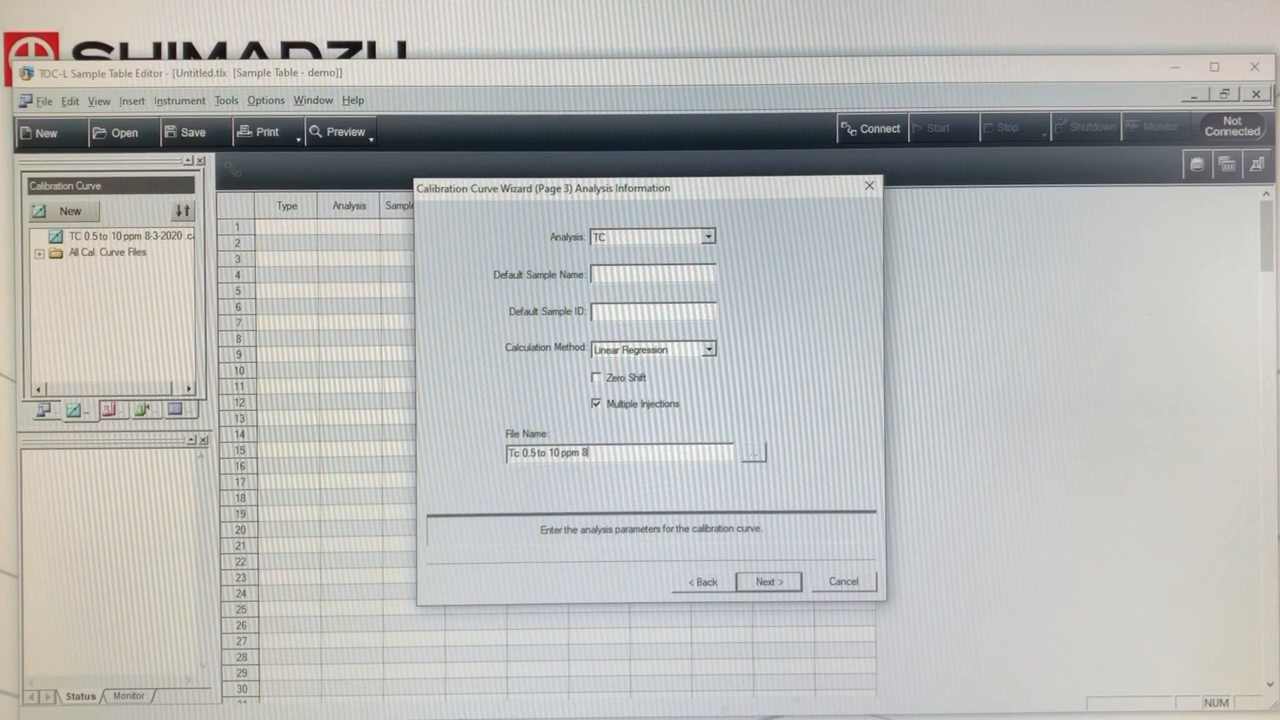 SHIMADZU
TOC-L Sample Table Editor - [Untitled.tlx [Sample Table - demo]]
File Edit View Insert Instrument Tools Options Window Help
New Open Save Print Preview Connect Start Stop Shutdown Monitor Not Connected
Calibration Curve
New
TC 0.5 to 10 ppm 8-3-2020 .c
All Cal. Curve Files
Type Analysis Sample
1
2
3
4
5
6
7
8
9
10
11
12
13
14
15
16
17
18
19
20
21
22
23
24
25
26
27
28
29
30
Calibration Curve Wizard (Page 3) Analysis Information
Analysis: TC
Default Sample Name:
Default Sample ID:
Calculation Method: Linear Regression
Zero Shift
Multiple Injections
File Name:
Tc 0.5 to 10 ppm 8
...
Enter the analysis parameters for the calibration curve.
< Back Next > Cancel
Status Monitor
NUM